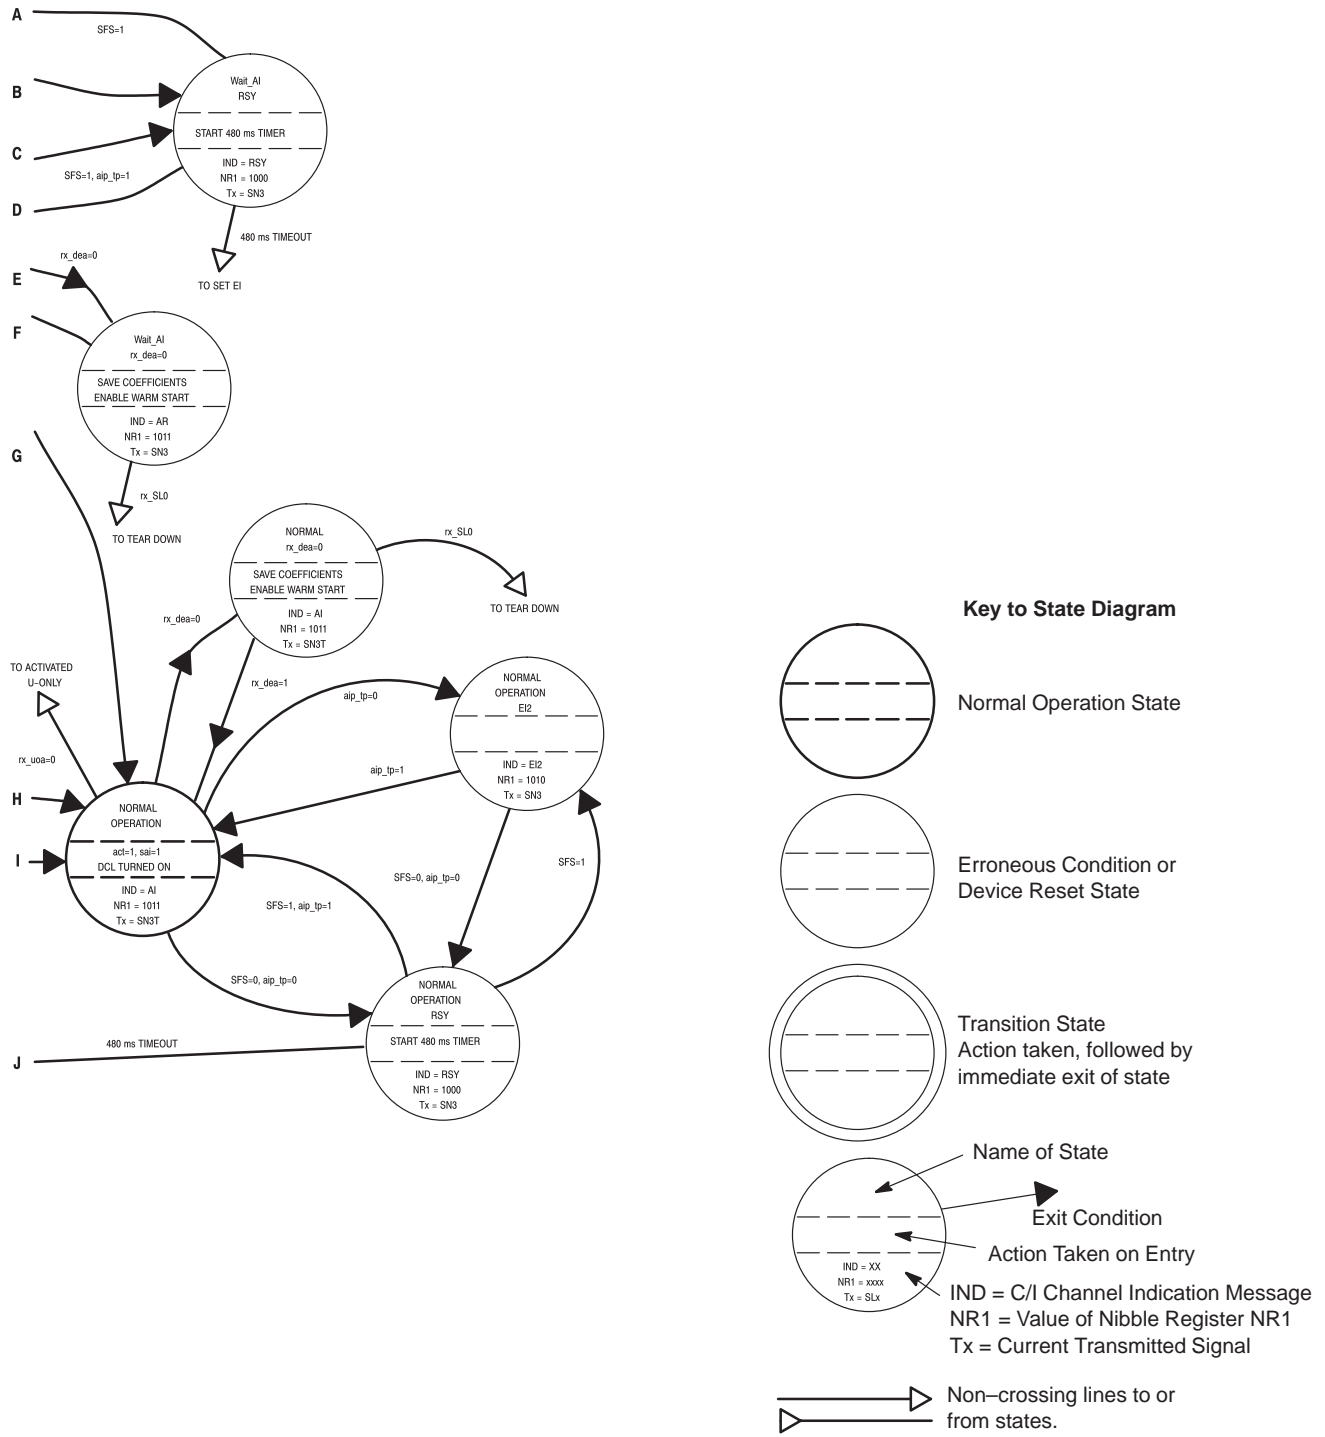 A
SFS=1
B
C
SFS=1, aip_tp=1
D
Wait_AI
RSY
START 480 ms TIMER
IND = RSY
NR1 = 1000
Tx = SN3
480 ms TIMEOUT
TO SET EI
rx_dea=0
E
F
Wait_AI
rx_dea=0
SAVE COEFFICIENTS
ENABLE WARM START
IND = AR
NR1 = 1011
Tx = SN3
rx_SL0
TO TEAR DOWN
G
NORMAL
rx_dea=0
SAVE COEFFICIENTS
ENABLE WARM START
IND = AI
NR1 = 1011
Tx = SN3T
rx_SL0
TO TEAR DOWN
rx_dea=0
rx_dea=1
TO ACTIVATED
U−ONLY
rx_uoa=0
H
I
NORMAL
OPERATION
act=1, sai=1
DCL TURNED ON
IND = AI
NR1 = 1011
Tx = SN3T
aip_tp=0
aip_tp=1
NORMAL
OPERATION
EI2
IND = EI2
NR1 = 1010
Tx = SN3
SFS=0, aip_tp=0
SFS=1
SFS=1, aip_tp=1
SFS=0, aip_tp=0
480 ms TIMEOUT
J
NORMAL
OPERATION
RSY
START 480 ms TIMER
IND = RSY
NR1 = 1000
Tx = SN3
Key to State Diagram
Normal Operation State
Erroneous Condition or
Device Reset State
Transition State
Action taken, followed by
immediate exit of state
Name of State
Exit Condition
Action Taken on Entry
IND = XX
NR1 = xxxx
Tx = SLx
IND = C/I Channel Indication Message
NR1 = Value of Nibble Register NR1
Tx = Current Transmitted Signal
Non−crossing lines to or
from states.